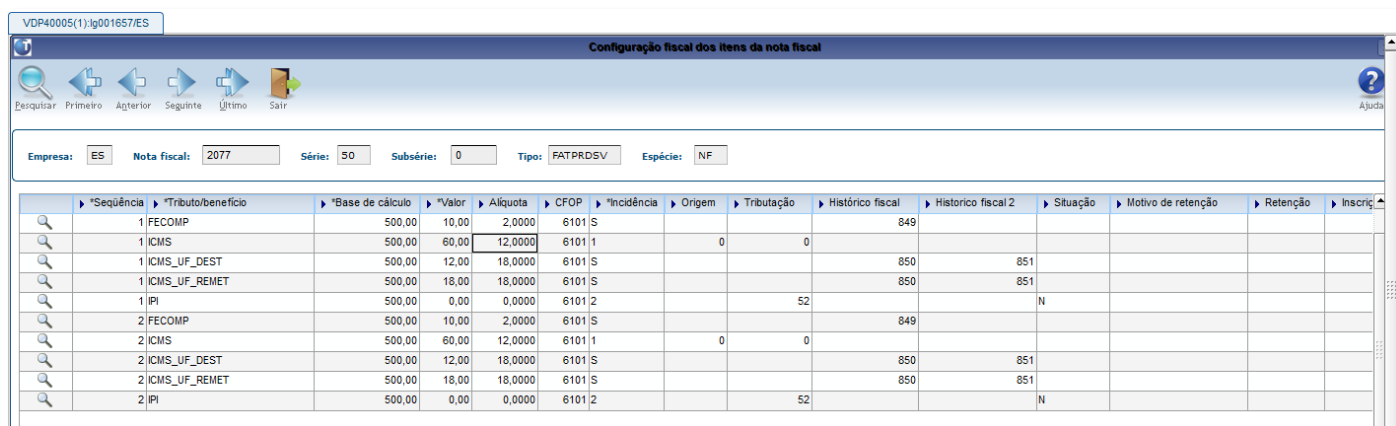 VDP40005(1):lg001657/ES
Configuração fiscal dos itens da nota fiscal
Pesquisar Primeiro Anterior Seguinte Último Sair Ajuda
Empresa: ES Nota fiscal: 2077 Série: 50 Subsérie: 0 Tipo: FATPRDSV Espécie: NF
*Seqüência *Tributo/benefício *Base de cálculo *Valor Alíquota CFOP *Incidência Origem Tributação Histórico fiscal Historico fiscal 2 Situação Motivo de retenção Retenção Inscriç
1 FECOMP 500,00 10,00 2,0000 6101 S 849
1 ICMS 500,00 60,00 12,0000 6101 1 0 0
1 ICMS_UF_DEST 500,00 12,00 18,0000 6101 S 850 851
1 ICMS_UF_REMET 500,00 18,00 18,0000 6101 S 850 851
1 IPI 500,00 0,00 0,0000 6101 2 52 N
2 FECOMP 500,00 10,00 2,0000 6101 S 849
2 ICMS 500,00 60,00 12,0000 6101 1 0 0
2 ICMS_UF_DEST 500,00 12,00 18,0000 6101 S 850 851
2 ICMS_UF_REMET 500,00 18,00 18,0000 6101 S 850 851
2 IPI 500,00 0,00 0,0000 6101 2 52 N